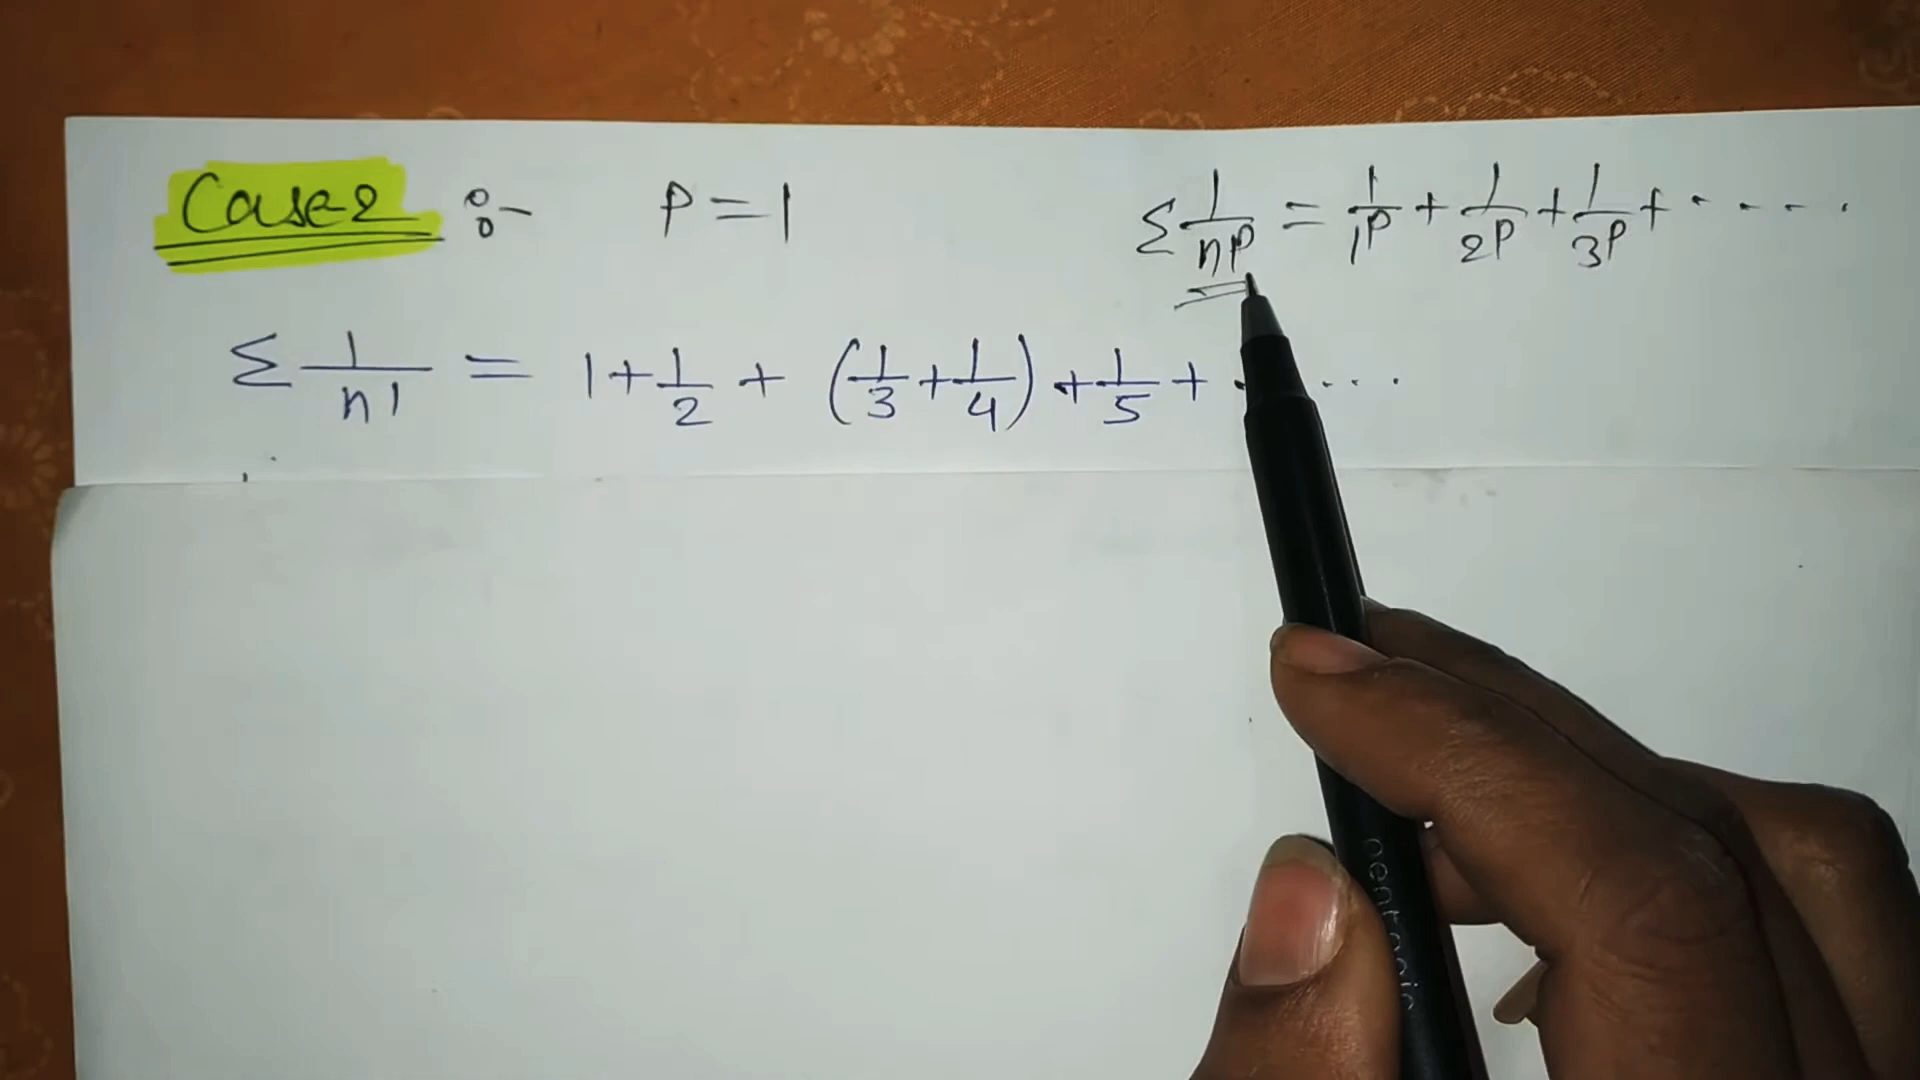 Case 2 :- P = 1 Σ 1/n^p = 1/1^p + 1/2^p + 1/3^p + .....
Σ 1/n^1 = 1 + 1/2 + (1/3 + 1/4) + 1/5 + .....
pentonic